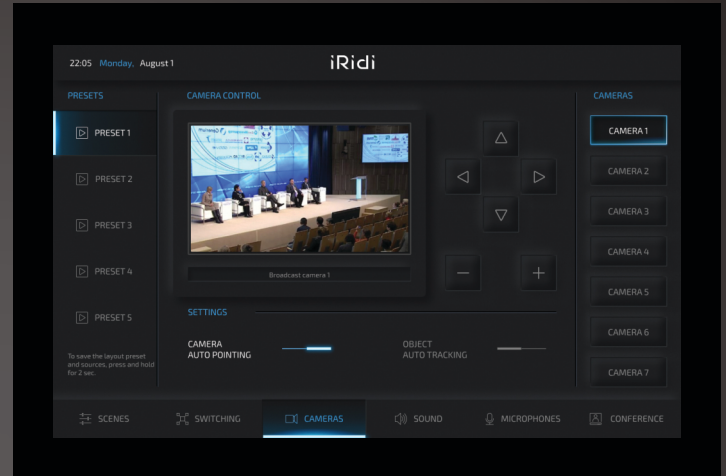 22:05 Monday, August 1
iRidi
PRESETS
PRESET 1
PRESET 2
PRESET 3
PRESET 4
PRESET 5
To save the layout preset
and sources, press and hold
for 2 sec.
CAMERA CONTROL
Broadcast camera 1
SETTINGS
CAMERA
AUTO POINTING
OBJECT
AUTO TRACKING
CAMERAS
CAMERA 1
CAMERA 2
CAMERA 3
CAMERA 4
CAMERA 5
CAMERA 6
CAMERA 7
SCENES
SWITCHING
CAMERAS
SOUND
MICROPHONES
CONFERENCE